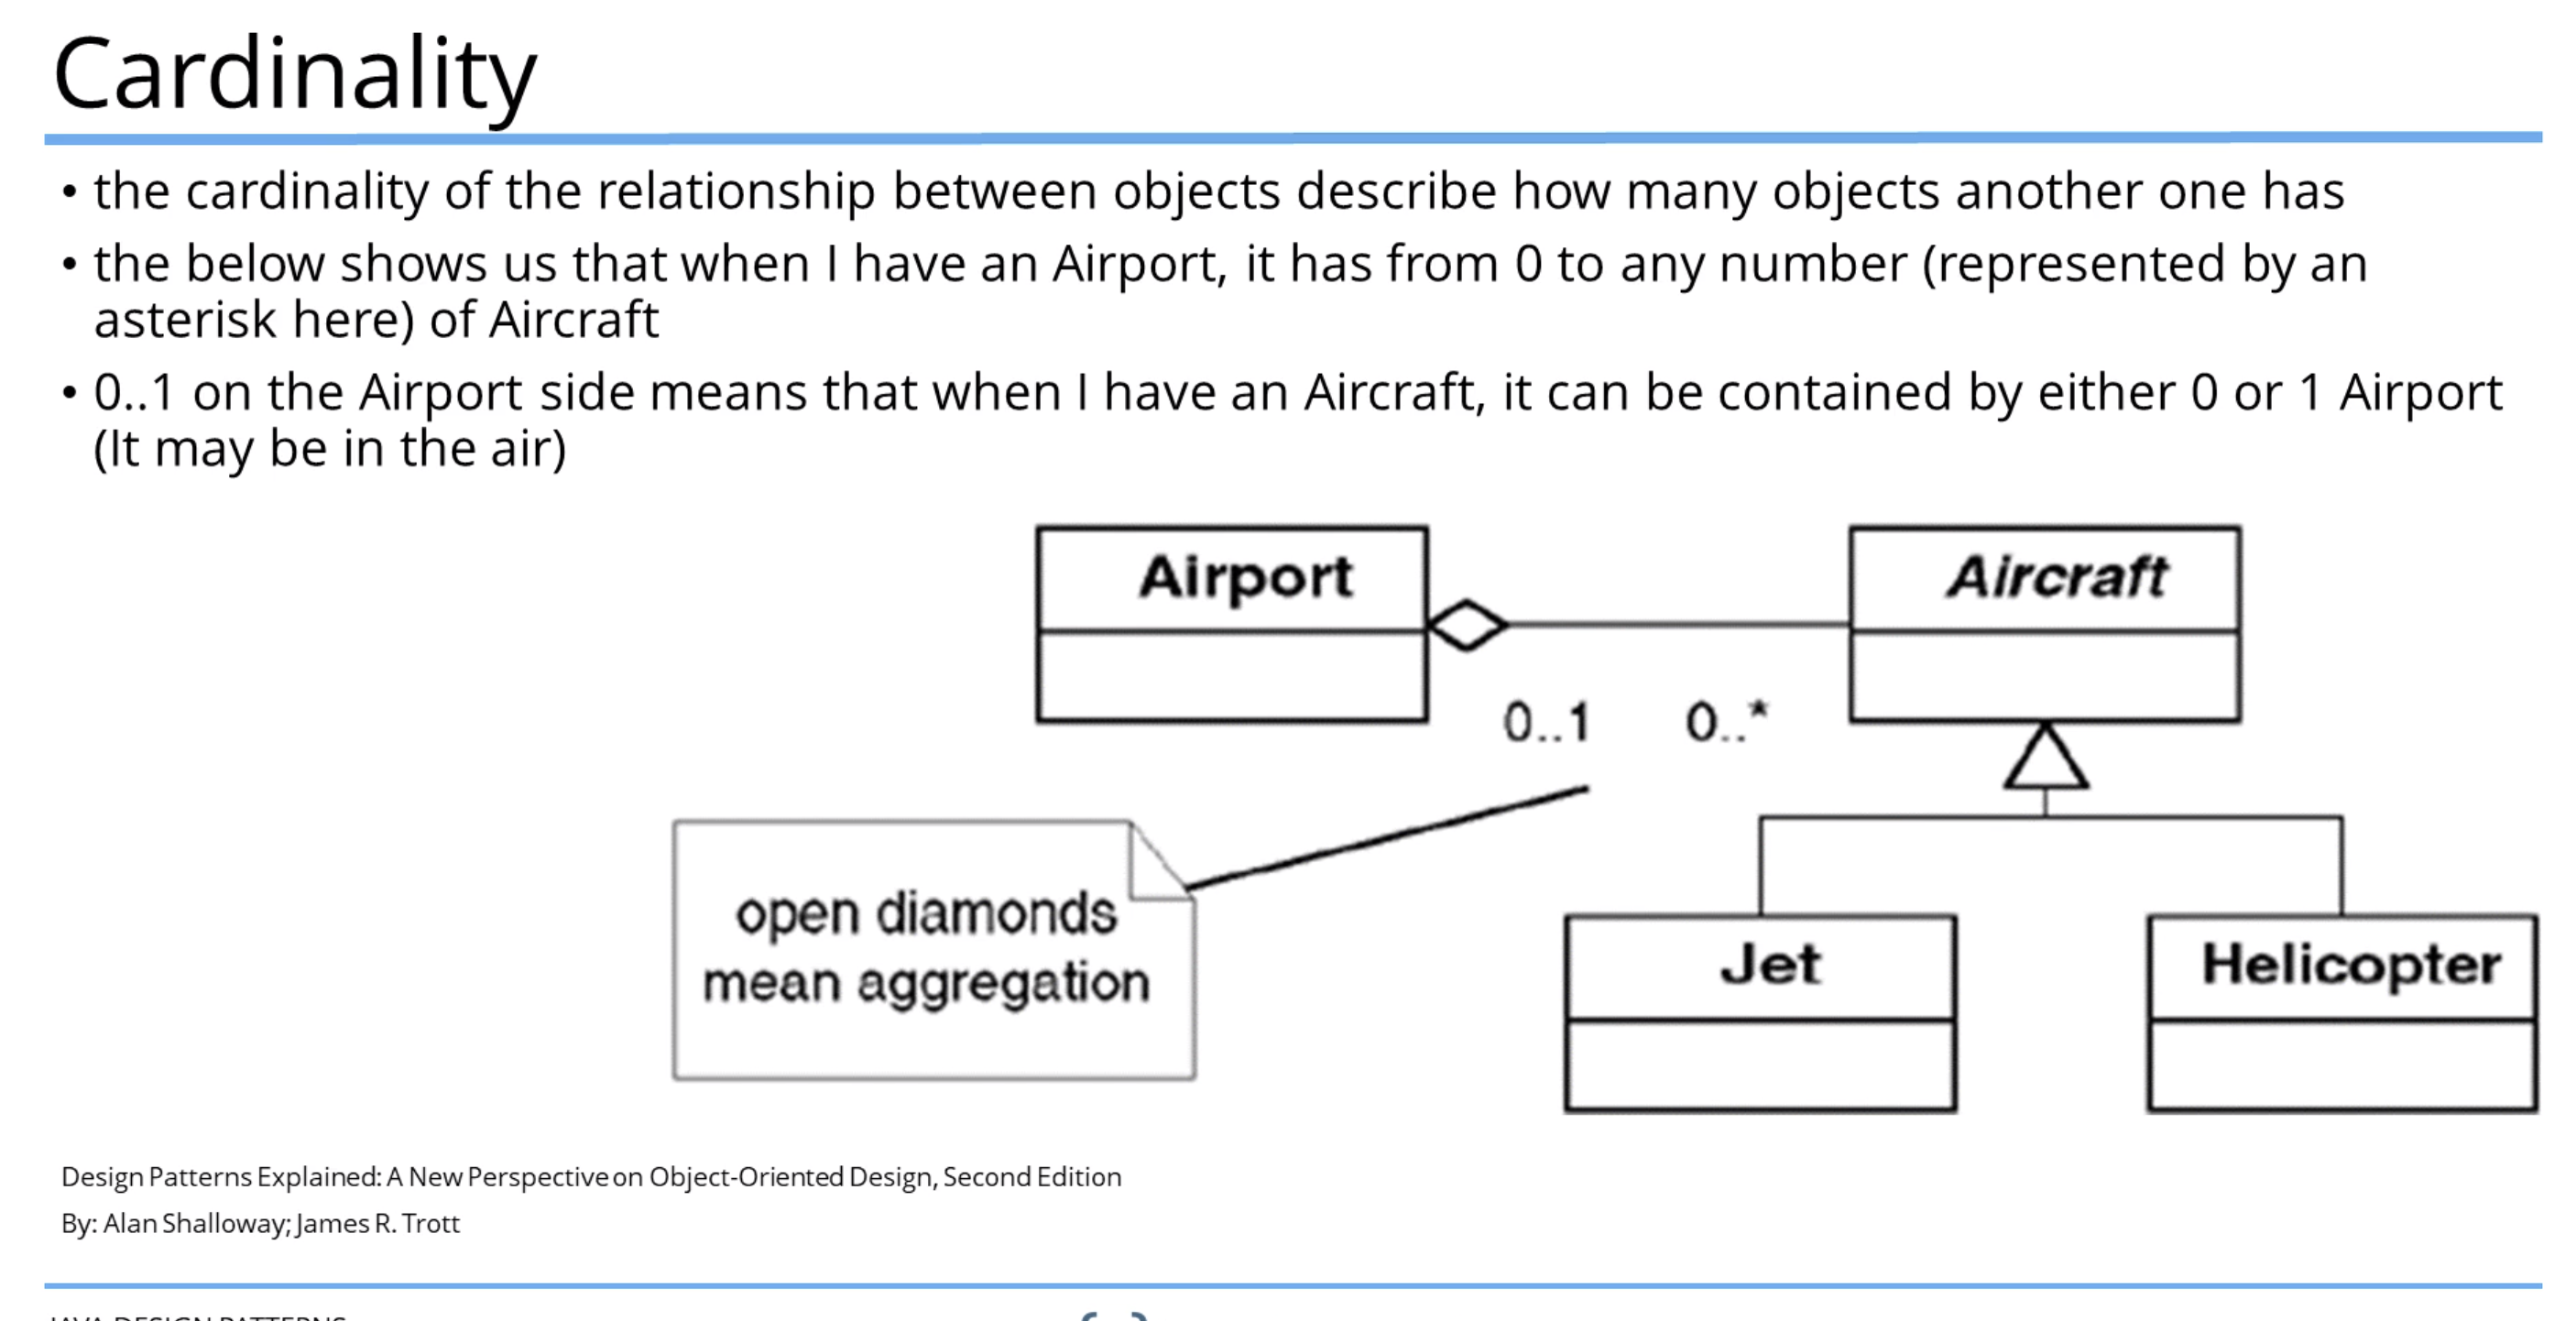 Cardinality
• the cardinality of the relationship between objects describe how many objects another one has
• the below shows us that when I have an Airport, it has from 0 to any number (represented by an
asterisk here) of Aircraft
• 0..1 on the Airport side means that when I have an Aircraft, it can be contained by either 0 or 1 Airport
(It may be in the air)
Airport
Aircraft
0..1
0..*
open diamonds
mean aggregation
Jet
Helicopter
Design Patterns Explained: A New Perspective on Object-Oriented Design, Second Edition
By: Alan Shalloway; James R. Trott
JAVA DESIGN PATTERNS